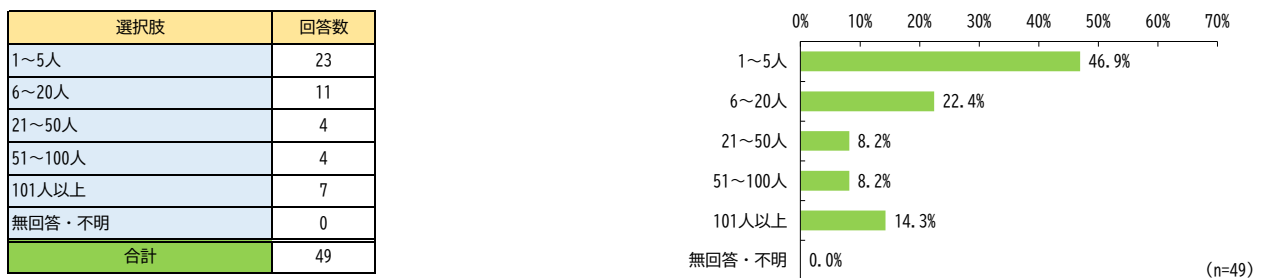 選択肢 回答数
1～5人 23
6～20人 11
21～50人 4
51～100人 4
101人以上 7
無回答・不明 0
合計 49
0% 10% 20% 30% 40% 50% 60% 70%
1～5人 46.9%
6～20人 22.4%
21～50人 8.2%
51～100人 8.2%
101人以上 14.3%
無回答・不明 0.0%
(n=49)